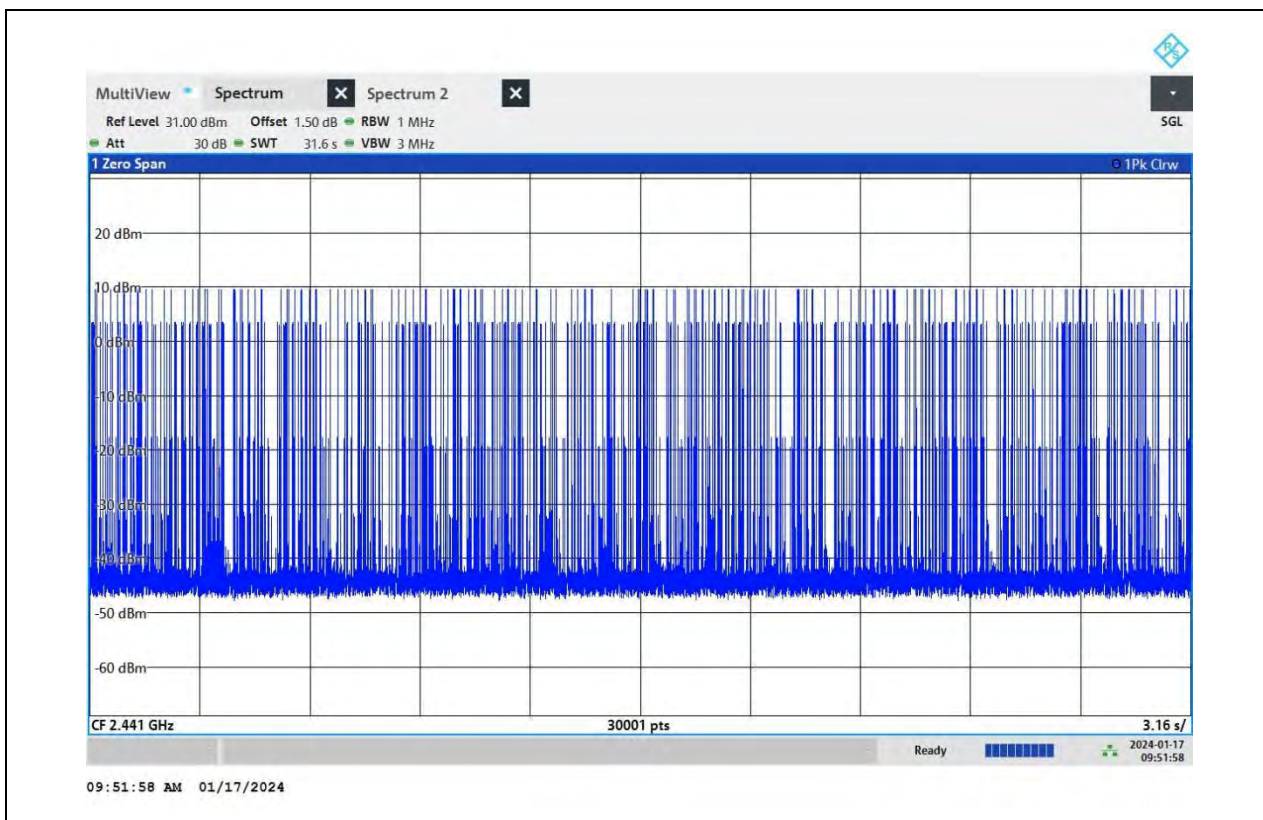 R S
MultiView Spectrum X Spectrum 2 X
Ref Level 31.00 dBm Offset 1.50 dB RBW 1 MHz SGL
Att 30 dB SWT 31.6 s VBW 3 MHz
1 Zero Span 1Pk Clrw
20 dBm
10 dBm
0 dBm
-10 dBm
-20 dBm
-30 dBm
-40 dBm
-50 dBm
-60 dBm
CF 2.441 GHz 30001 pts 3.16 s/
Ready 2024-01-17
09:51:58
09:51:58 AM 01/17/2024